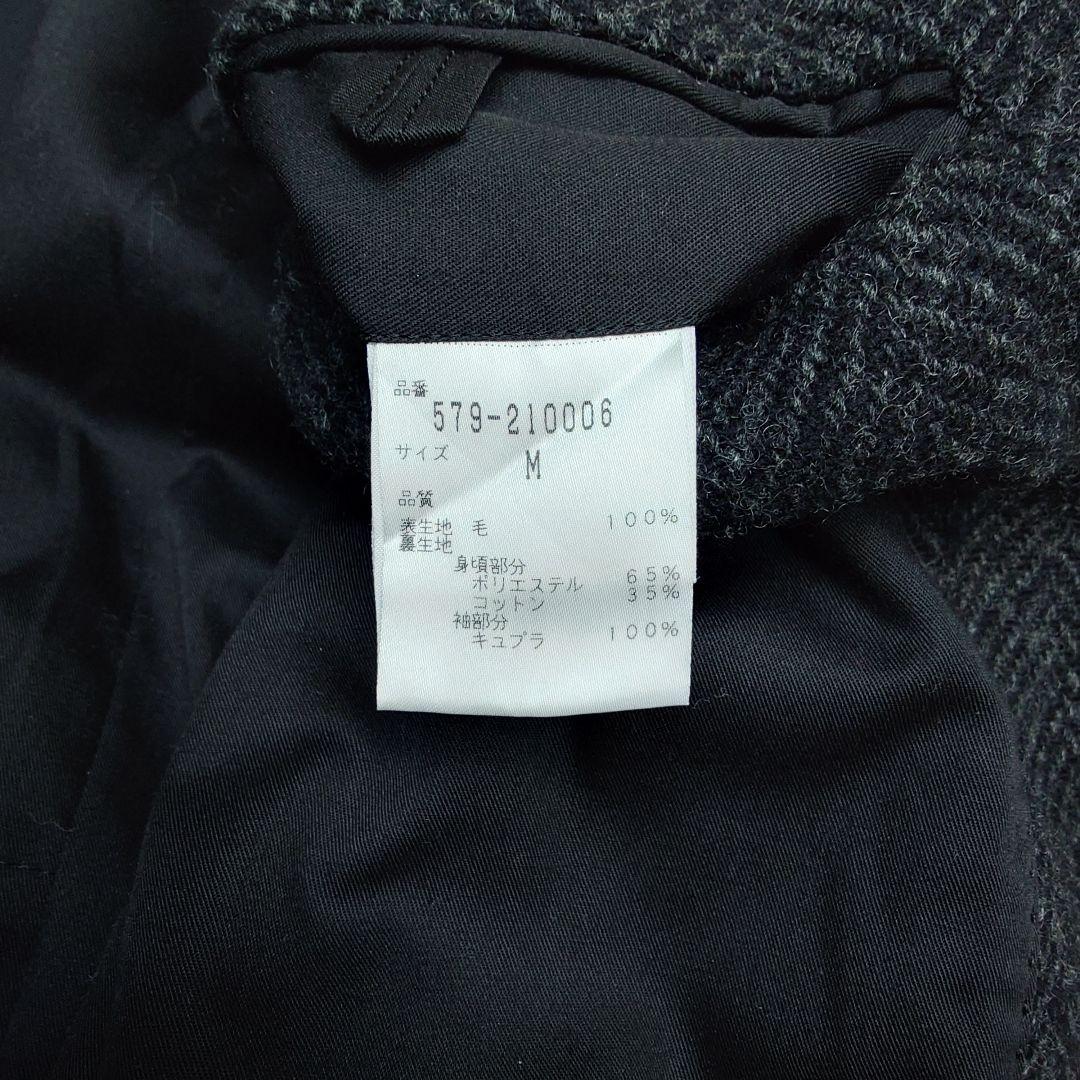 品番
579-210006
サイズ
M
品質
表生地 毛 100%
裏生地
身頃部分
ポリエステル 65%
コットン 35%
袖部分
キュプラ 100%